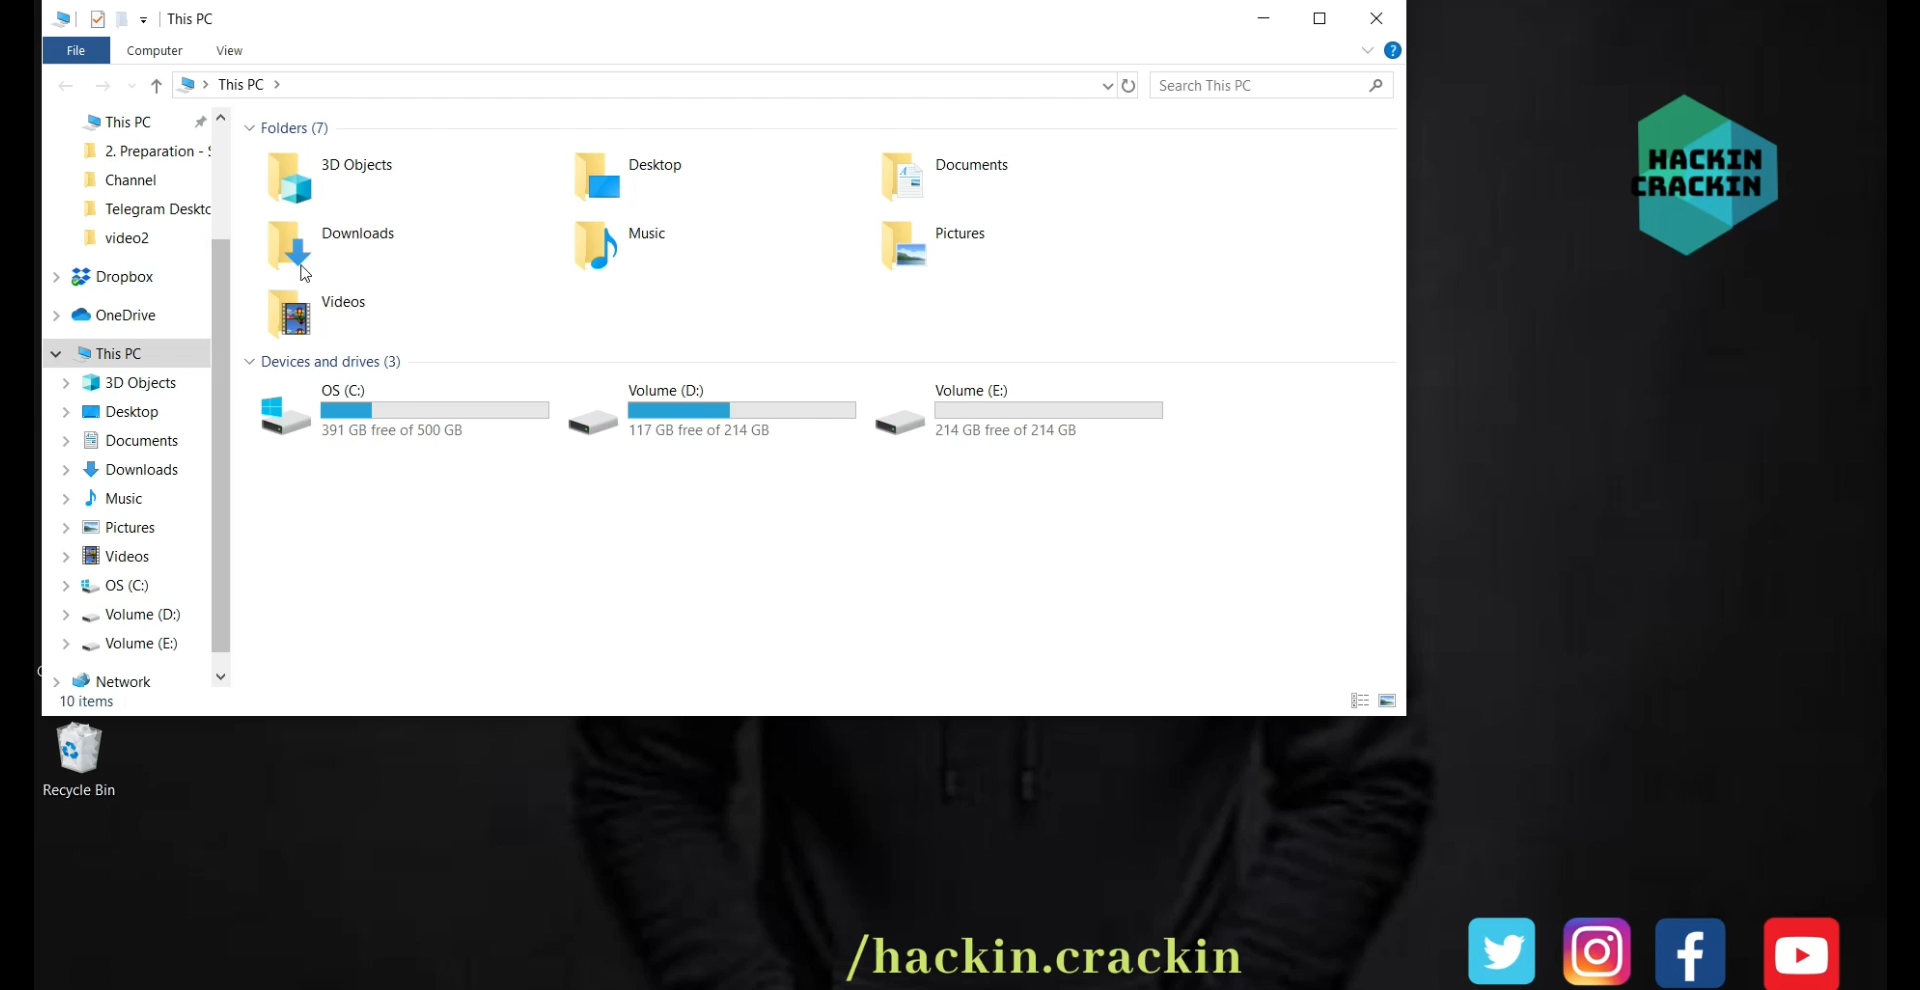 This PC
File Computer View
This PC
Search This PC
This PC
2. Preparation -
Channel
Telegram Deskto
video2
Dropbox
OneDrive
This PC
3D Objects
Desktop
Documents
Downloads
Music
Pictures
Videos
OS (C:)
Volume (D:)
Volume (E:)
Network
Folders (7)
3D Objects
Desktop
Documents
Downloads
Music
Pictures
Videos
Devices and drives (3)
OS (C:)
391 GB free of 500 GB
Volume (D:)
117 GB free of 214 GB
Volume (E:)
214 GB free of 214 GB
10 items
Recycle Bin
HACKIN
CRACKIN
/hackin.crackin